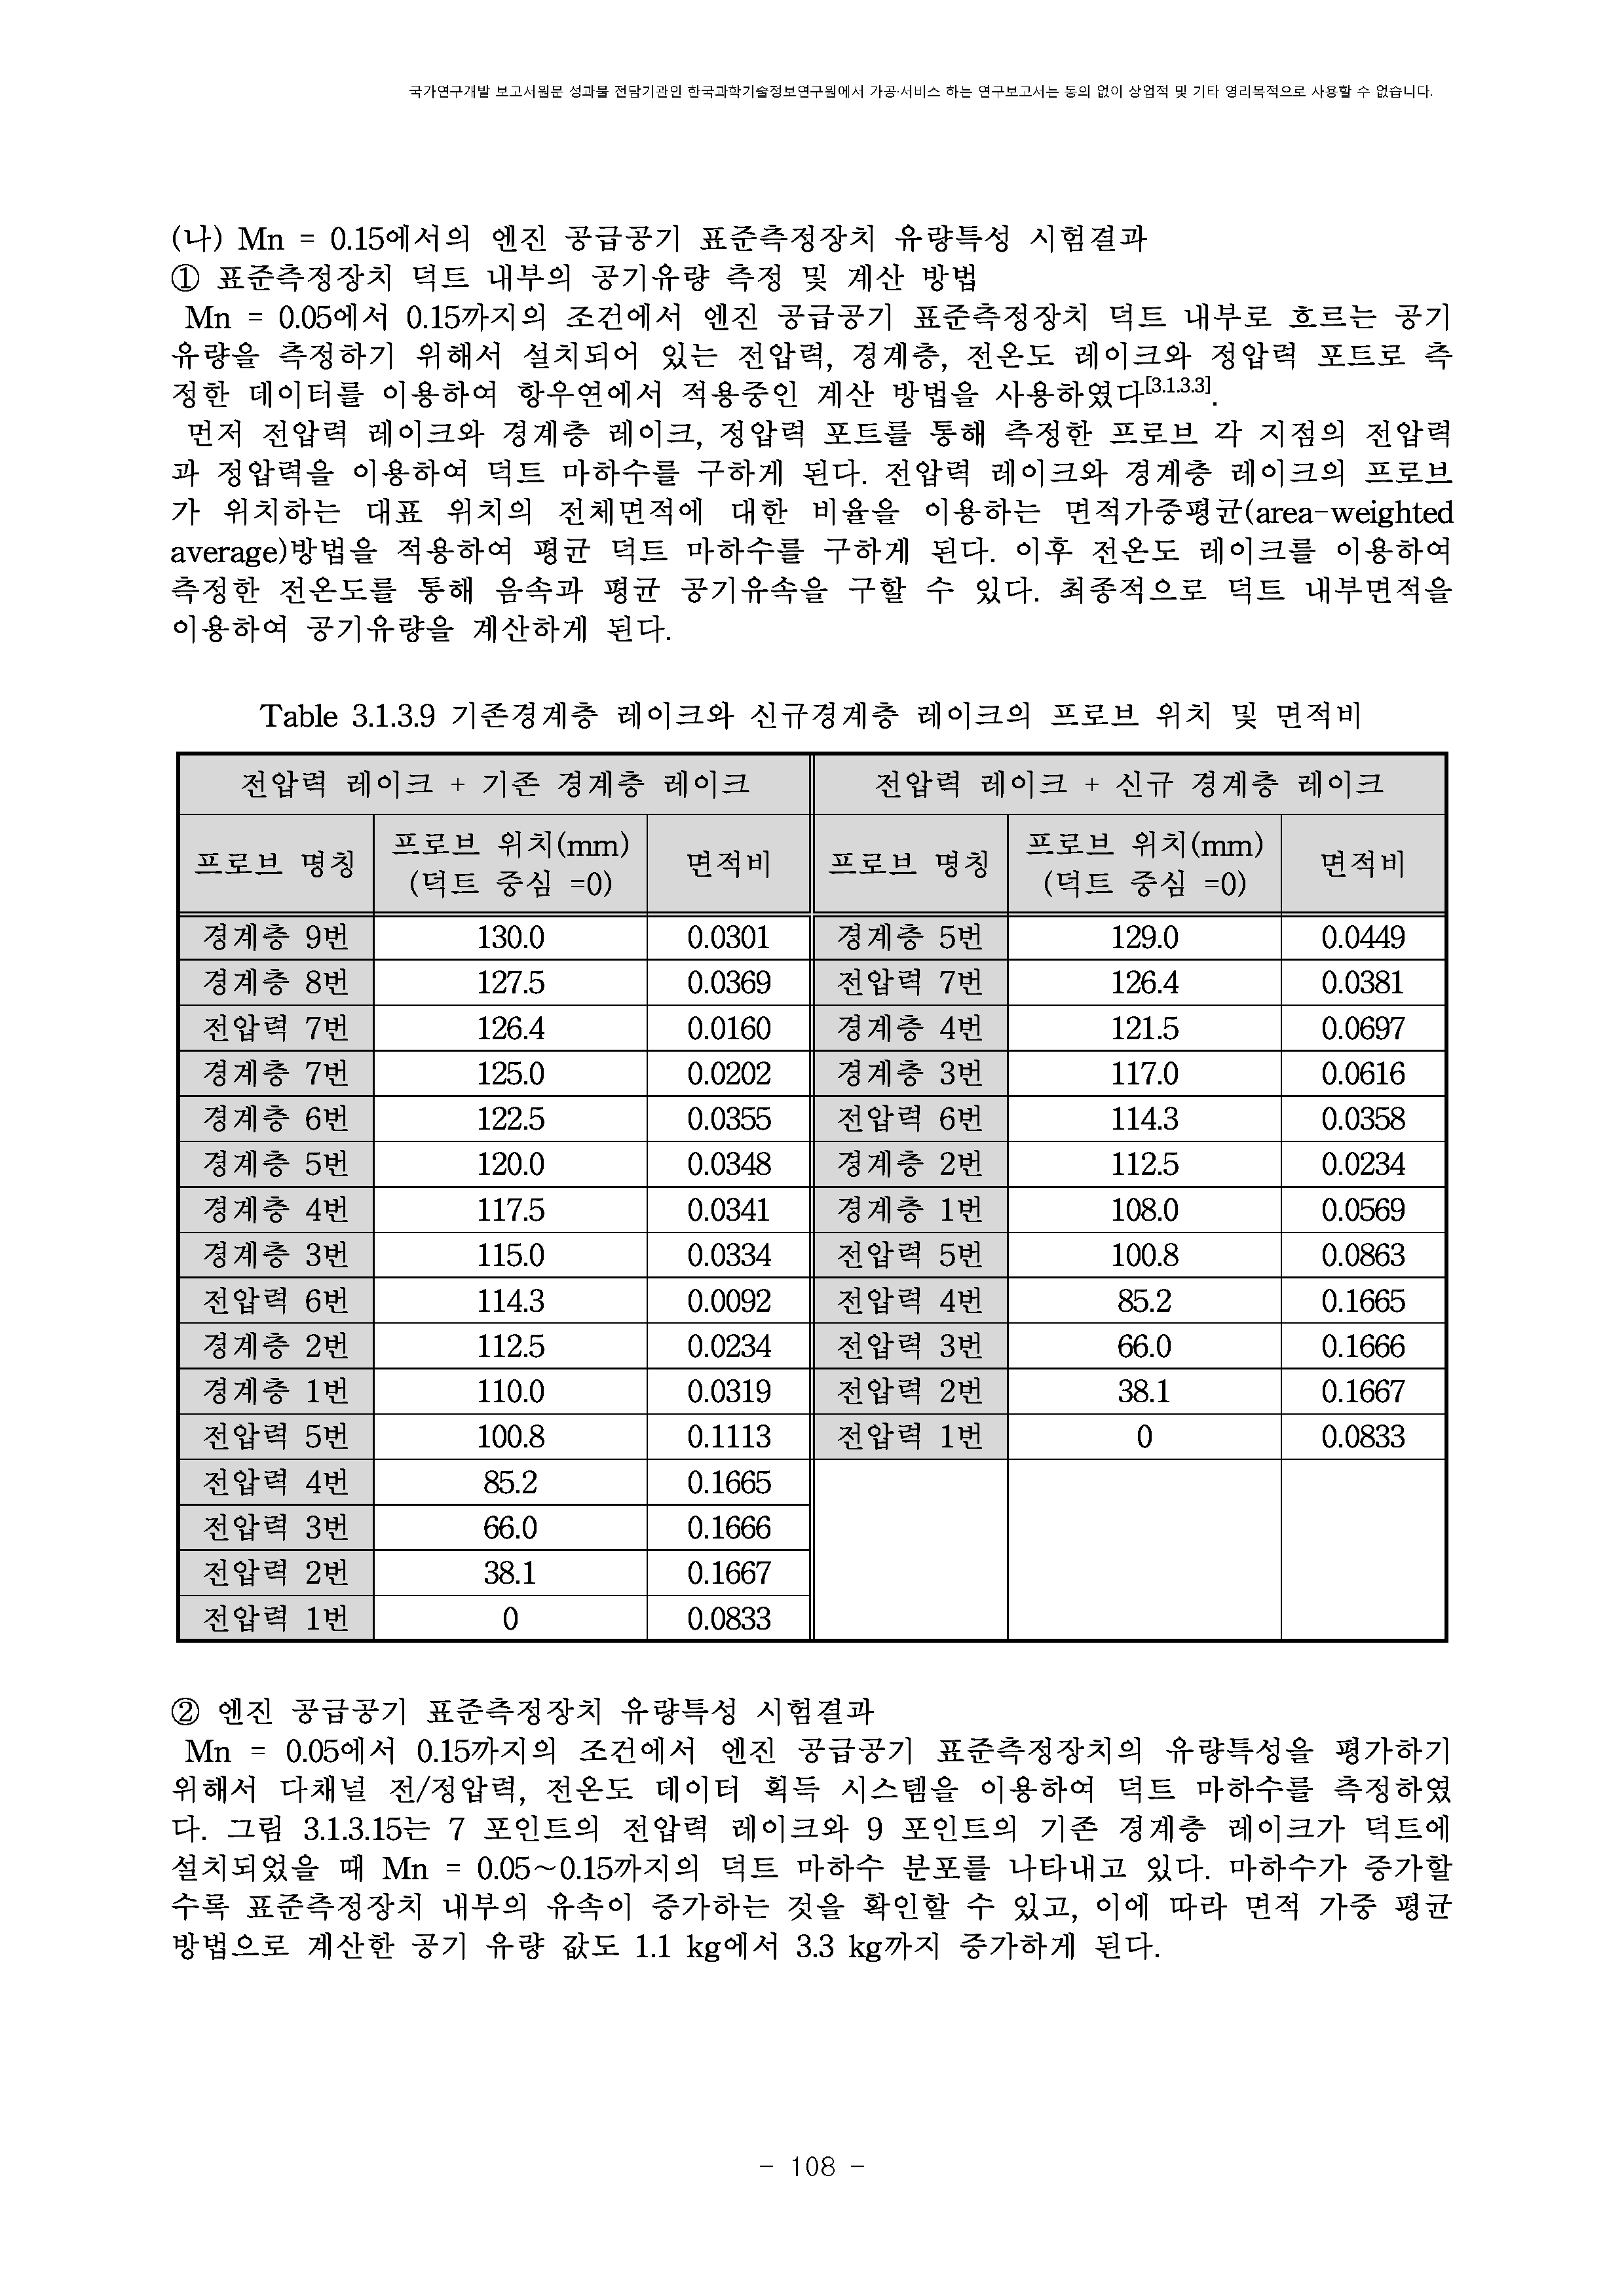 국가연구개발 보고서원문 성과물 전담기관인 한국과학기술정보연구원에서 가공·서비스 하는 연구보고서는 동의 없이 상업적 및 기타 영리목적으로 사용할 수 없습니다.
(나) Mn = 0.15에서의 엔진 공급공기 표준측정장치 유량특성 시험결과
① 표준측정장치 덕트 내부의 공기유량 측정 및 계산 방법
Mn = 0.05에서 0.15까지의 조건에서 엔진 공급공기 표준측정장치 덕트 내부로 흐르는 공기
유량을 측정하기 위해서 설치되어 있는 전압력, 경계층, 전온도 레이크와 정압력 포트로 측
정한 데이터를 이용하여 항우연에서 적용중인 계산 방법을 사용하였다[3.1.3.3].
먼저 전압력 레이크와 경계층 레이크, 정압력 포트를 통해 측정한 프로브 각 지점의 전압력
과 정압력을 이용하여 덕트 마하수를 구하게 된다. 전압력 레이크와 경계층 레이크의 프로브
가 위치하는 대표 위치의 전체면적에 대한 비율을 이용하는 면적가중평균(area-weighted
average)방법을 적용하여 평균 덕트 마하수를 구하게 된다. 이후 전온도 레이크를 이용하여
측정한 전온도를 통해 음속과 평균 공기유속을 구할 수 있다. 최종적으로 덕트 내부면적을
이용하여 공기유량을 계산하게 된다.
Table 3.1.3.9 기존경계층 레이크와 신규경계층 레이크의 프로브 위치 및 면적비
전압력 레이크 + 기존 경계층 레이크 전압력 레이크 + 신규 경계층 레이크
프로브 명칭 프로브 위치(mm) (덕트 중심 =0) 면적비 프로브 명칭 프로브 위치(mm) (덕트 중심 =0) 면적비
경계층 9번 130.0 0.0301 경계층 5번 129.0 0.0449
경계층 8번 127.5 0.0369 전압력 7번 126.4 0.0381
전압력 7번 126.4 0.0160 경계층 4번 121.5 0.0697
경계층 7번 125.0 0.0202 경계층 3번 117.0 0.0616
경계층 6번 122.5 0.0355 전압력 6번 114.3 0.0358
경계층 5번 120.0 0.0348 경계층 2번 112.5 0.0234
경계층 4번 117.5 0.0341 경계층 1번 108.0 0.0569
경계층 3번 115.0 0.0334 전압력 5번 100.8 0.0863
전압력 6번 114.3 0.0092 전압력 4번 85.2 0.1665
경계층 2번 112.5 0.0234 전압력 3번 66.0 0.1666
경계층 1번 110.0 0.0319 전압력 2번 38.1 0.1667
전압력 5번 100.8 0.1113 전압력 1번 0 0.0833
전압력 4번 85.2 0.1665
전압력 3번 66.0 0.1666
전압력 2번 38.1 0.1667
전압력 1번 0 0.0833
② 엔진 공급공기 표준측정장치 유량특성 시험결과
Mn = 0.05에서 0.15까지의 조건에서 엔진 공급공기 표준측정장치의 유량특성을 평가하기
위해서 다채널 전/정압력, 전온도 데이터 획득 시스템을 이용하여 덕트 마하수를 측정하였
다. 그림 3.1.3.15는 7 포인트의 전압력 레이크와 9 포인트의 기존 경계층 레이크가 덕트에
설치되었을 때 Mn = 0.05~0.15까지의 덕트 마하수 분포를 나타내고 있다. 마하수가 증가할
수록 표준측정장치 내부의 유속이 증가하는 것을 확인할 수 있고, 이에 따라 면적 가중 평균
방법으로 계산한 공기 유량 값도 1.1 kg에서 3.3 kg까지 증가하게 된다.
- 108 -